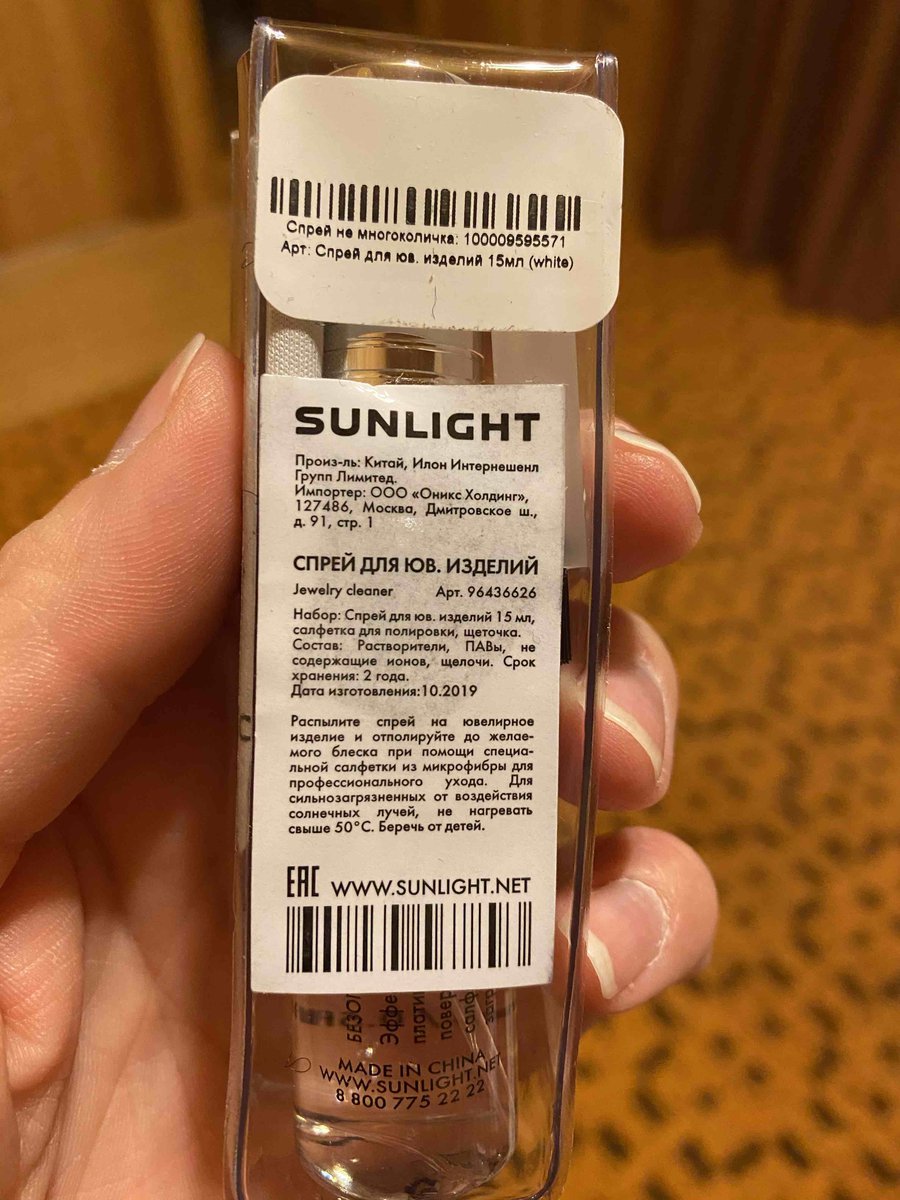 Спрей не многоколичка: 100009595571
Арт: Спрей для юв. изделий 15мл (white)
SUNLIGHT
Произ-ль: Китай, Илон Интернешенл
Групп Лимитед.
Импортер: ООО «Оникс Холдинг»,
127486, Москва, Дмитровское ш.,
д. 91, стр. 1
СПРЕЙ ДЛЯ ЮВ. ИЗДЕЛИЙ
Jewelry cleaner Арт. 96436626
Набор: Спрей для юв. изделий 15 мл,
салфетка для полировки, щеточка.
Состав: Растворители, ПАВы, не
содержащие ионов, щелочи. Срок
хранения: 2 года.
Дата изготовления:10.2019
Распылите спрей на ювелирное
изделие и отполируйте до желае-
мого блеска при помощи специа-
льной салфетки из микрофибры для
профессионального ухода. Для
сильнозагрязненных от воздействия
солнечных лучей, не нагревать
свыше 50°С. Беречь от детей.
EAC WWW.SUNLIGHT.NET
MADE IN CHINA
WWW.SUNLIGHT.NET
8 800 775 22 22